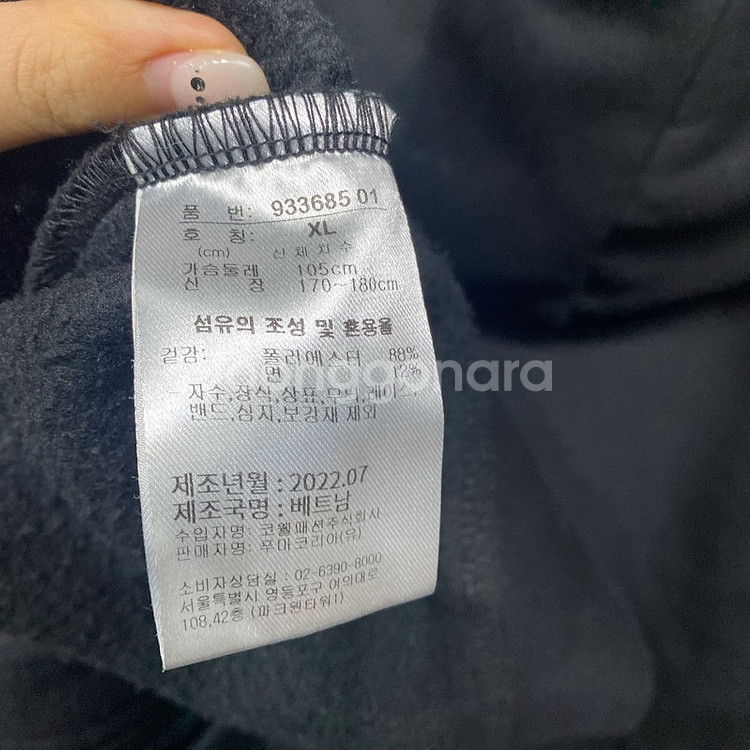 품 번: 933685 01
호 칭: XL
(cm) 신 체 치 수
가슴둘레 105cm
신 장 170~180cm
섬유의 조성 및 혼용율
겉감: 폴리에스터 88%
면 12%
- 자수,장식,상표,무늬,레이스,
밴드,심지,보강재 제외
제조년월 : 2022.07
제조국명 : 베트남
수입자명: 코웰패션주식회사
판매자명: 푸마코리아(유)
소비자상담실 : 02-6390-8000
서울특별시 영등포구 여의대로
108,42층 (파크원타워1)